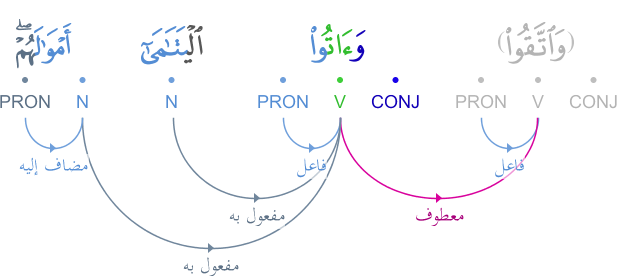 (وَٱتَّقُوا۟) وَءَاتُوا۟ ٱلْيَتَـٰمَىٰٓ أَمْوَٰلَهُمْ ۖ
CONJ V PRON CONJ V PRON N N PRON
فاعل فاعل مضاف إليه
معطوف مفعول به
مفعول به